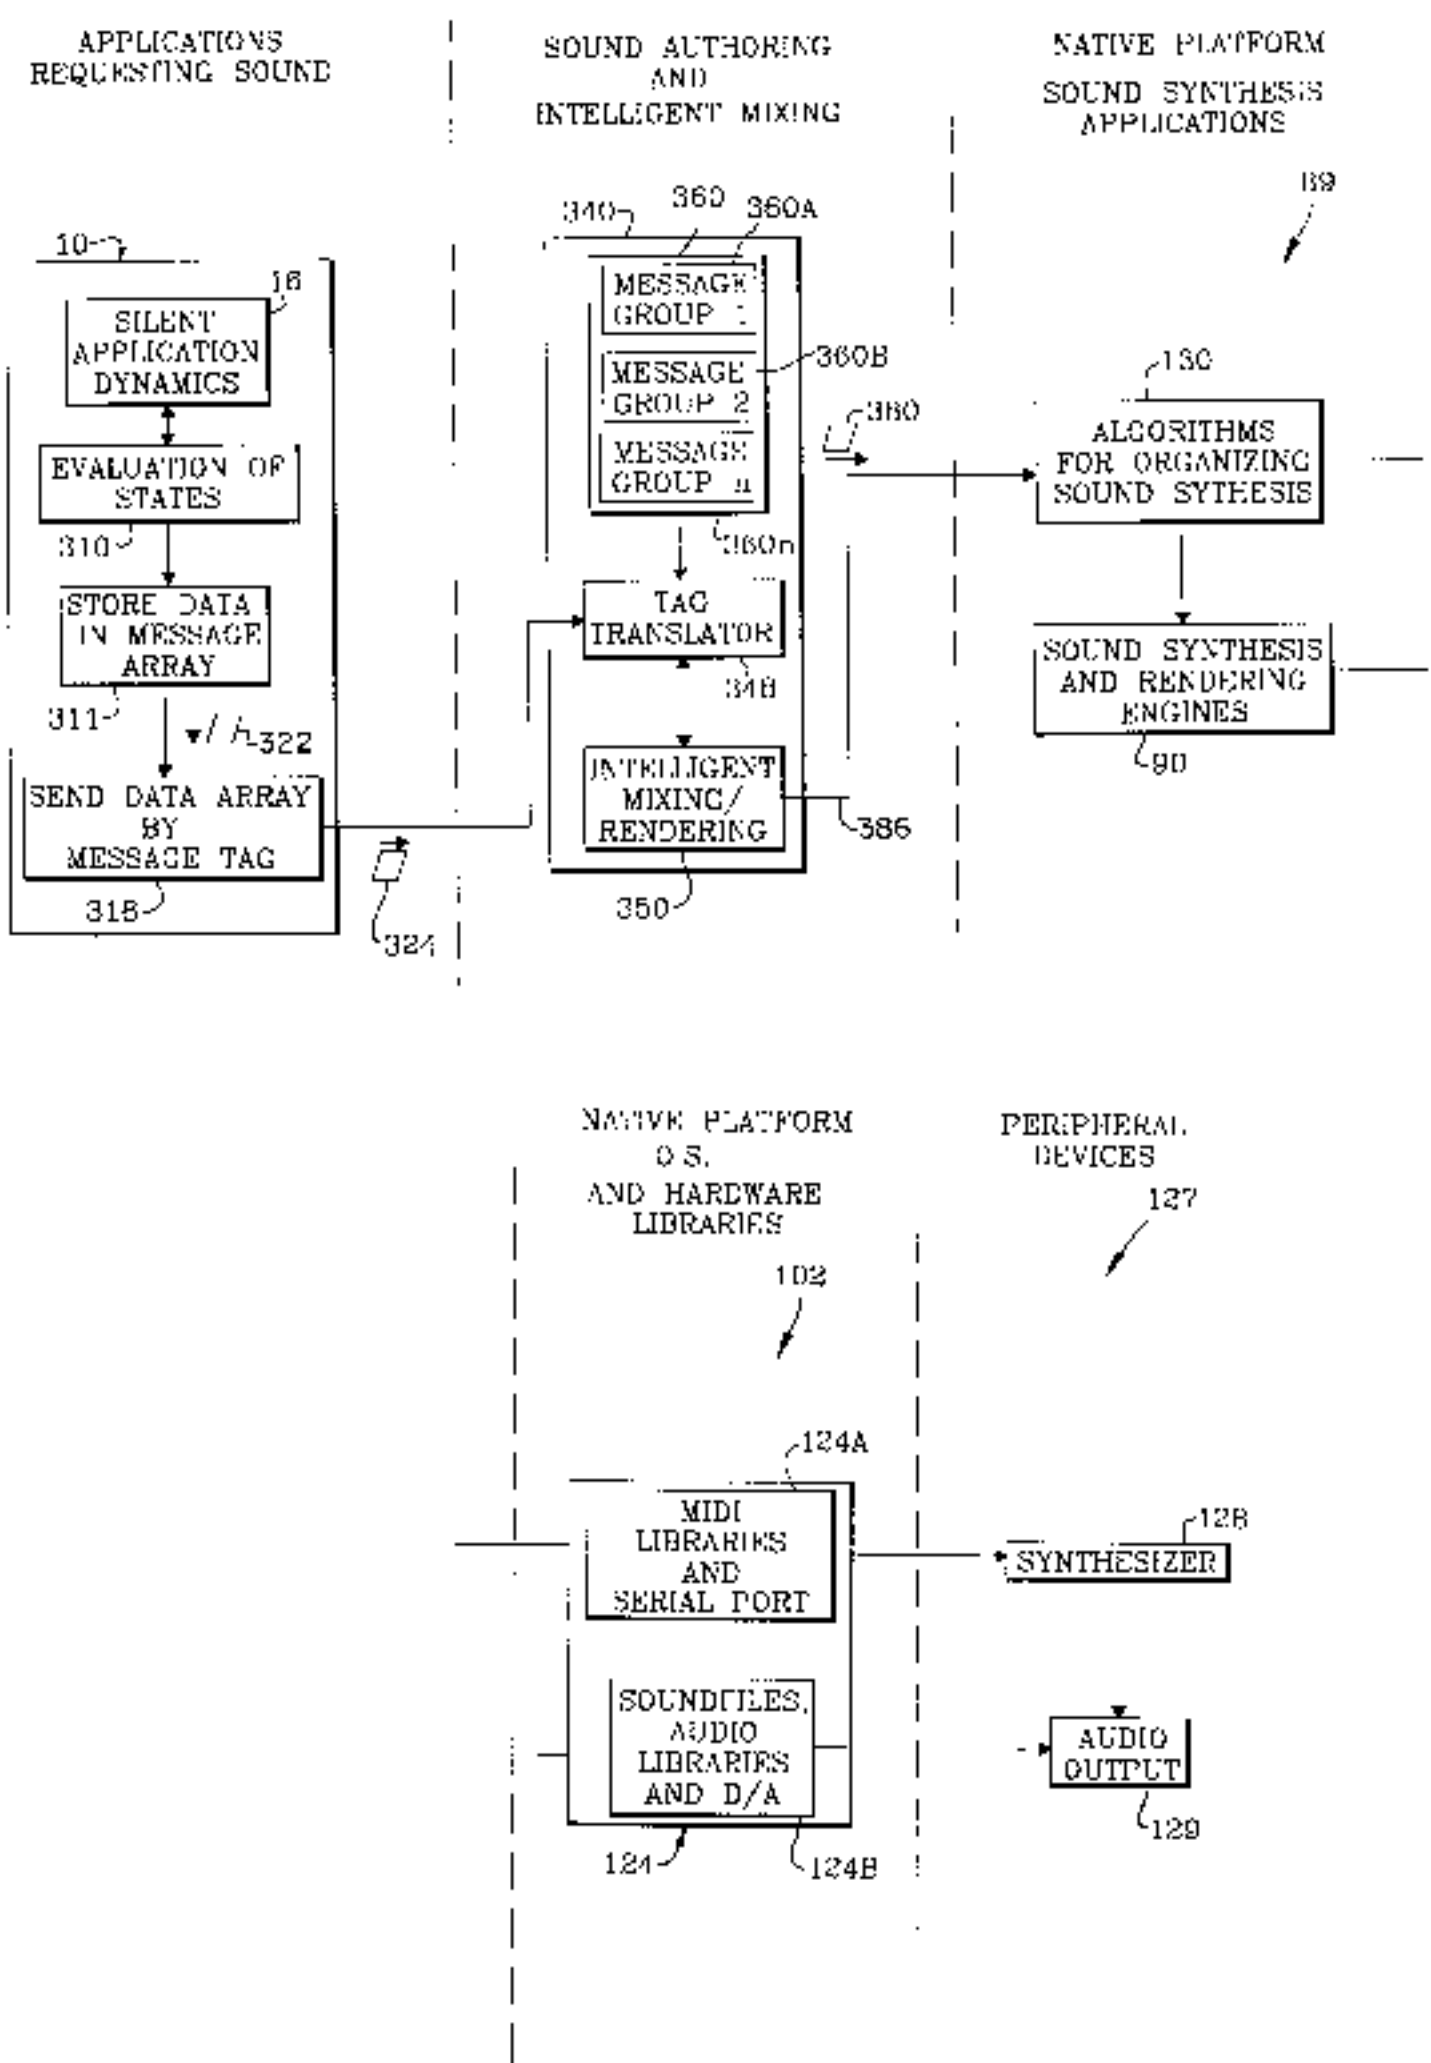 APPLICATIONS
REQUESTING SOUND
SOUND AUTHORING
AND
INTELLIGENT MIXING
NATIVE PLATFORM
SOUND SYNTHESIS
APPLICATIONS
89
10
16
SILENT
APPLICATION
DYNAMICS
EVALUATION OF
STATES
310
STORE DATA
IN MESSAGE
ARRAY
311
322
SEND DATA ARRAY
BY
MESSAGE TAG
318
324
340
360
360A
MESSAGE
GROUP 1
360B
MESSAGE
GROUP 2
MESSAGE
GROUP n
360n
TAG
TRANSLATOR
348
INTELLIGENT
MIXING/
RENDERING
350
386
380
130
ALGORITHMS
FOR ORGANIZING
SOUND SYTHESIS
SOUND SYNTHESIS
AND RENDERING
ENGINES
90
NATIVE PLATFORM
O.S.
AND HARDWARE
LIBRARIES
102
PERIPHERAL
DEVICES
127
124A
MIDI
LIBRARIES
AND
SERIAL PORT
SOUNDFILES,
AUDIO
LIBRARIES
AND D/A
124
124B
128
SYNTHESIZER
AUDIO
OUTPUT
129